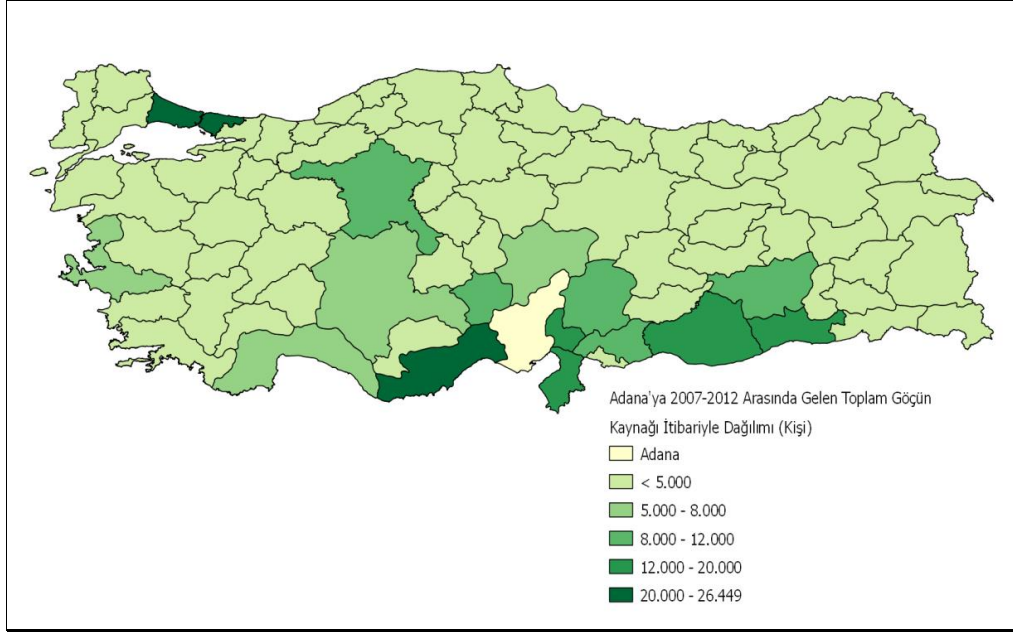 Adana'ya 2007-2012 Arasında Gelen Toplam Göçün
Kaynağı İtibariyle Dağılımı (Kişi)
Adana
< 5.000
5.000 - 8.000
8.000 - 12.000
12.000 - 20.000
20.000 - 26.449